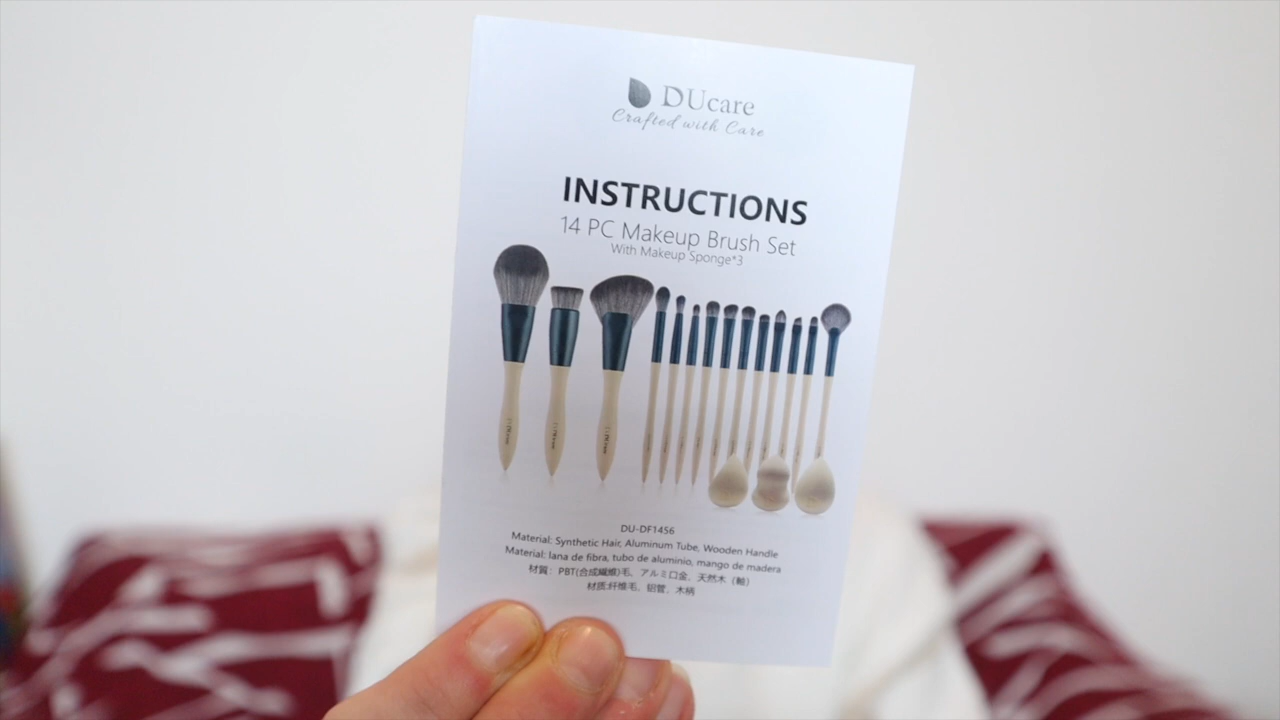 DUcare
Crafted with Care
INSTRUCTIONS
14 PC Makeup Brush Set
With Makeup Sponge*3
DU-DF1456
Material: Synthetic Hair, Aluminum Tube, Wooden Handle
Material: lana de fibra, tubo de aluminio, mango de madera
材質：PBT(合成繊維)毛、アルミ口金、天然木（軸）
材质:纤维毛、铝管、木柄